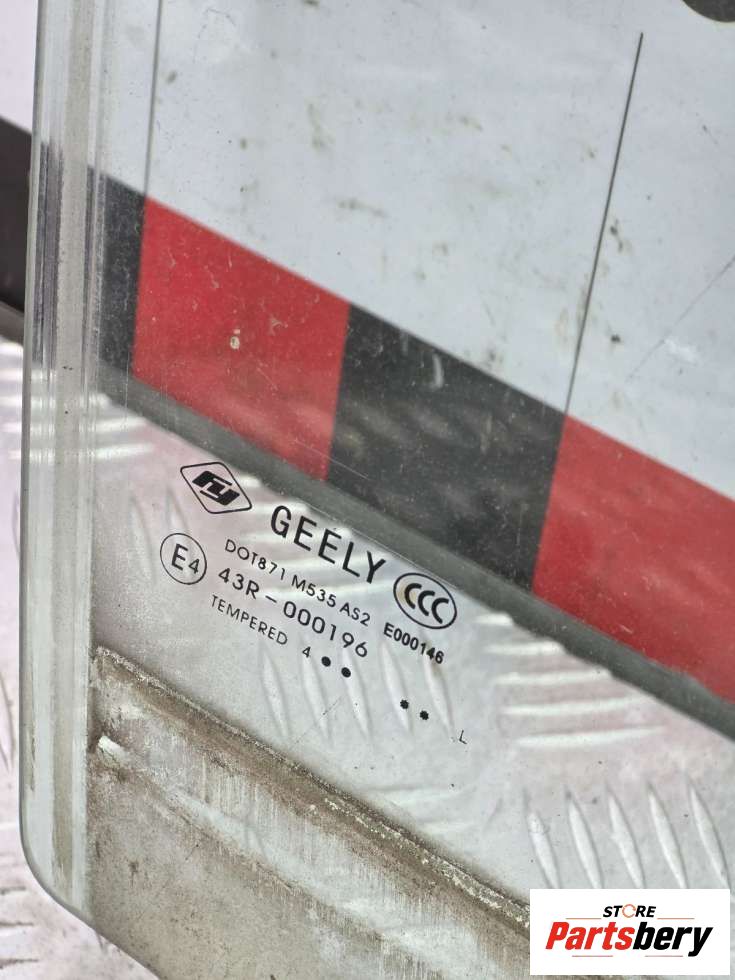 GEELY
CCC
DOT871 M535 AS2 E000146
E4 43R-000196
TEMPERED 4 ●● ●● L
STORE
Partsbery